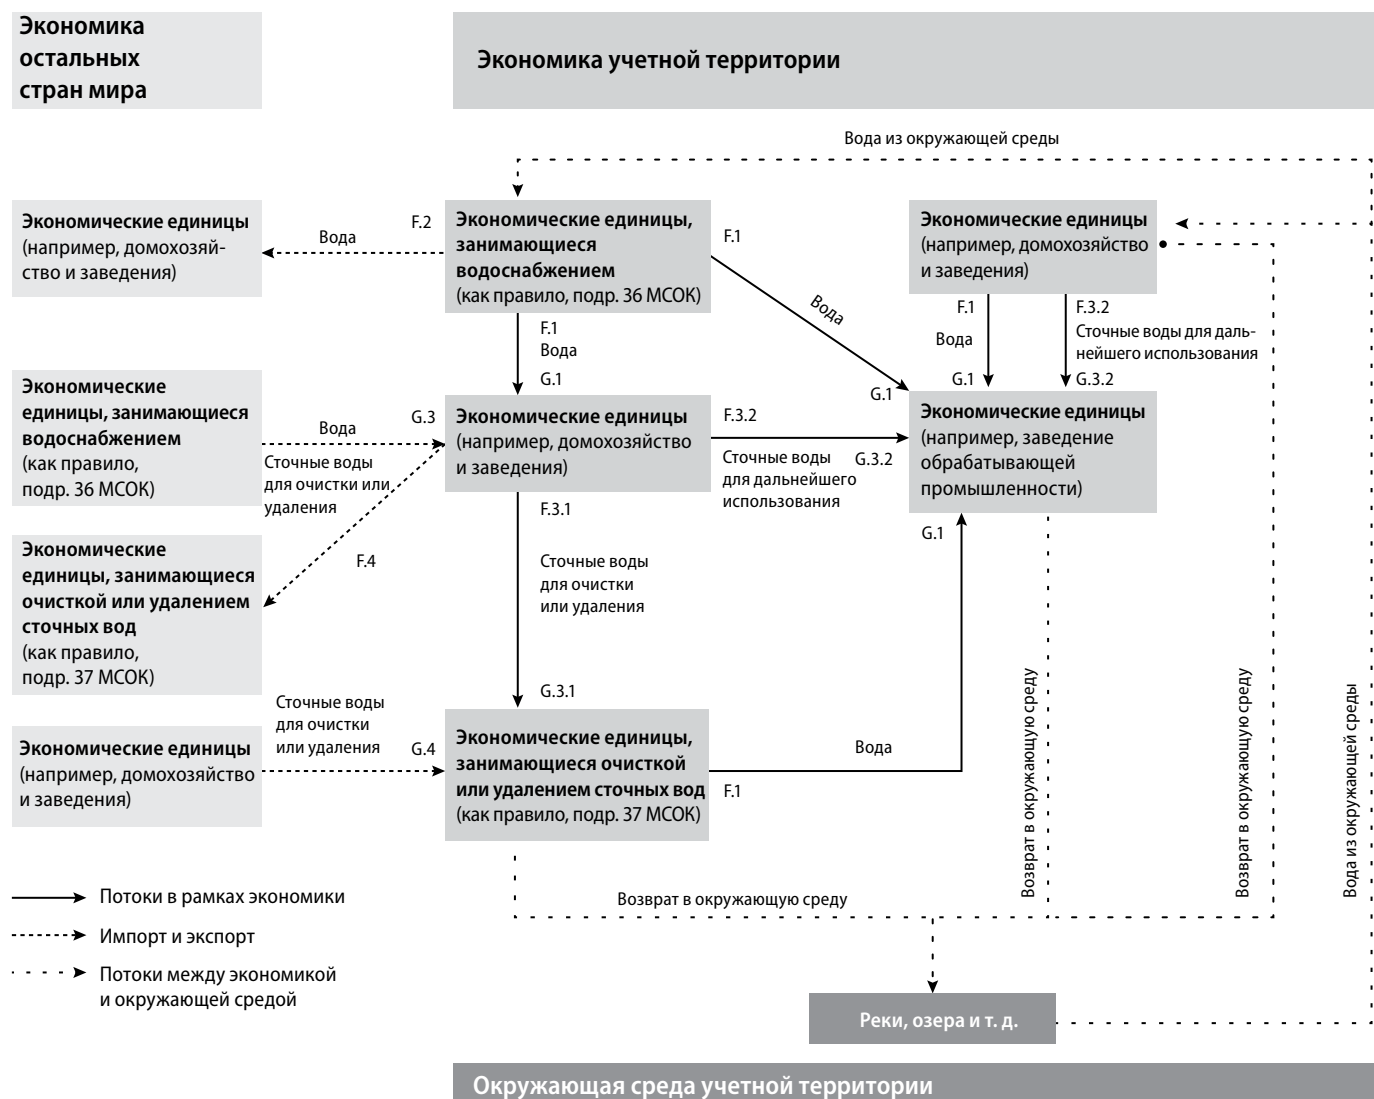 Экономика
остальных
стран мира
Экономика учетной территории
Вода из окружающей среды
Экономические единицы
(например, домохозяй-
ство и заведения)
Вода
F.2
Экономические единицы,
занимающиеся
водоснабжением
(как правило, подр. 36 МСОК)
F.1
Вода
G.1
Экономические единицы
(например, домохозяйство
и заведения)
F.1
Вода
G.1
F.3.2
Сточные воды для даль-
нейшего использования
G.3.2
F.1
Вода
G.1
Экономические
единицы, занимающиеся
водоснабжением
(как правило,
подр. 36 МСОК)
Вода
G.3
Сточные воды
для очистки или
удаления
Экономические единицы
(например, домохозяйство
и заведения)
F.3.2
Сточные воды
для дальнейшего
использования
G.3.2
Экономические единицы
(например, заведение
обрабатывающей
промышленности)
G.1
Экономические
единицы, занимающиеся
очисткой или удалением
сточных вод
(как правило,
подр. 37 МСОК)
F.4
F.3.1
Сточные воды
для очистки
или удаления
G.3.1
Экономические единицы
(например, домохозяйство
и заведения)
Сточные воды
для очистки
или удаления
G.4
Экономические единицы,
занимающиеся очисткой
или удалением сточных вод
(как правило, подр. 37 МСОК)
Вода
F.1
Возврат в окружающую среду
Возврат в окружающую среду
Вода из окружающей среды
Возврат в окружающую среду
Потоки в рамках экономики
Импорт и экспорт
Потоки между экономикой
и окружающей средой
Реки, озера и т. д.
Окружающая среда учетной территории